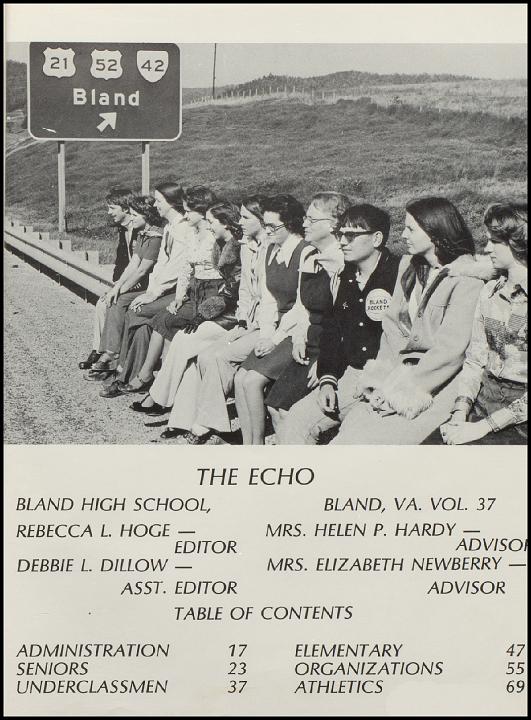 21 52 42
Bland
BLAND
ROCKETS
THE ECHO
BLAND HIGH SCHOOL, BLAND, VA. VOL. 37
REBECCA L. HOGE — MRS. HELEN P. HARDY —
EDITOR ADVISOR
DEBBIE L. DILLOW — MRS. ELIZABETH NEWBERRY —
ASST. EDITOR ADVISOR
TABLE OF CONTENTS
ADMINISTRATION 17 ELEMENTARY 47
SENIORS 23 ORGANIZATIONS 55
UNDERCLASSMEN 37 ATHLETICS 69